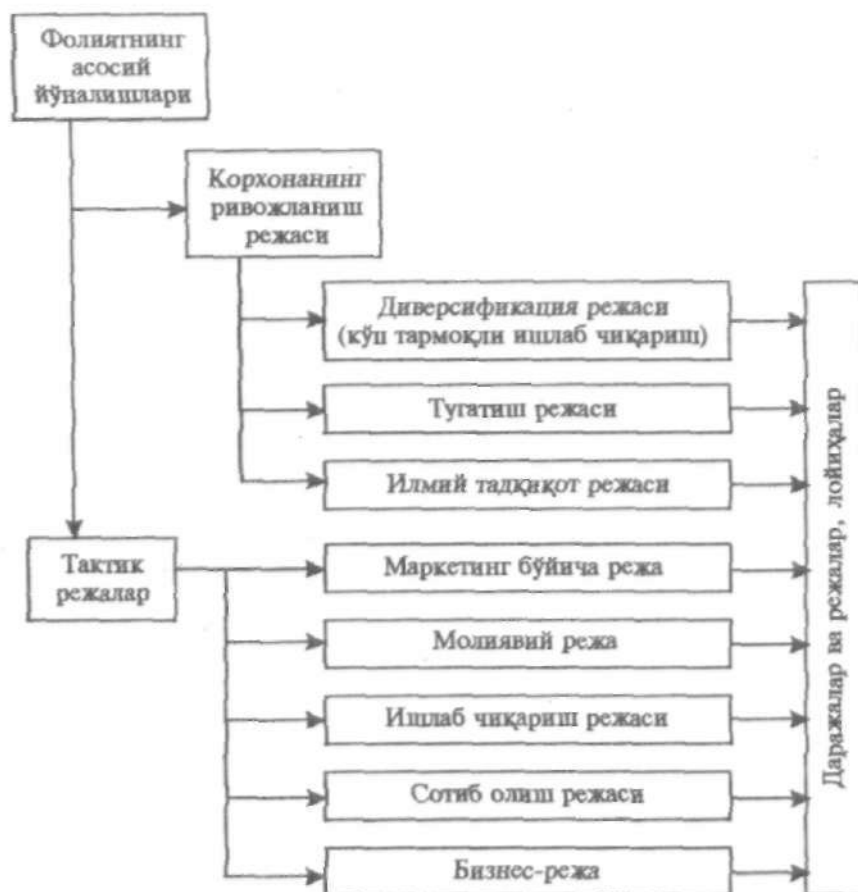 Фолиятнинг
асосий
йўналишлари
Корхонанинг
ривожланиш
режаси
Диверсификация режаси
(кўп тармоқли ишлаб чиқариш)
Тугатиш режаси
Илмий тадқиқот режаси
Тактик
режалар
Маркетинг бўйича режа
Молиявий режа
Ишлаб чиқариш режаси
Сотиб олиш режаси
Бизнес-режа
Даражалар ва режалар, лойиҳалар